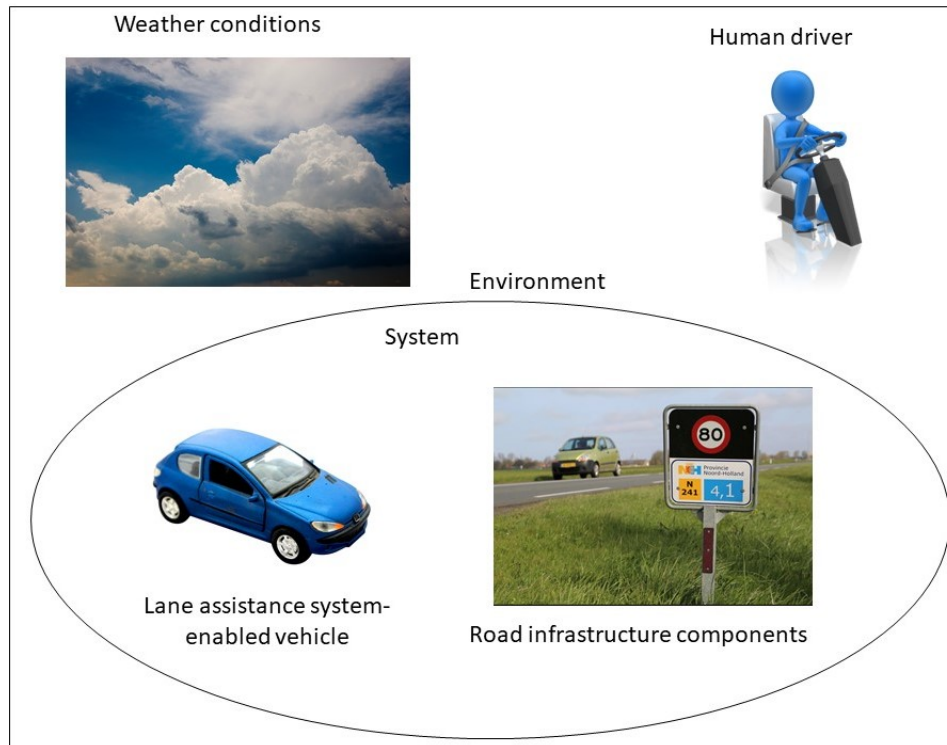 Weather conditions
Human driver
Environment
System
80
NH Provincie
Noord-Holland
N
241
4,1
Lane assistance system-
enabled vehicle
Road infrastructure components